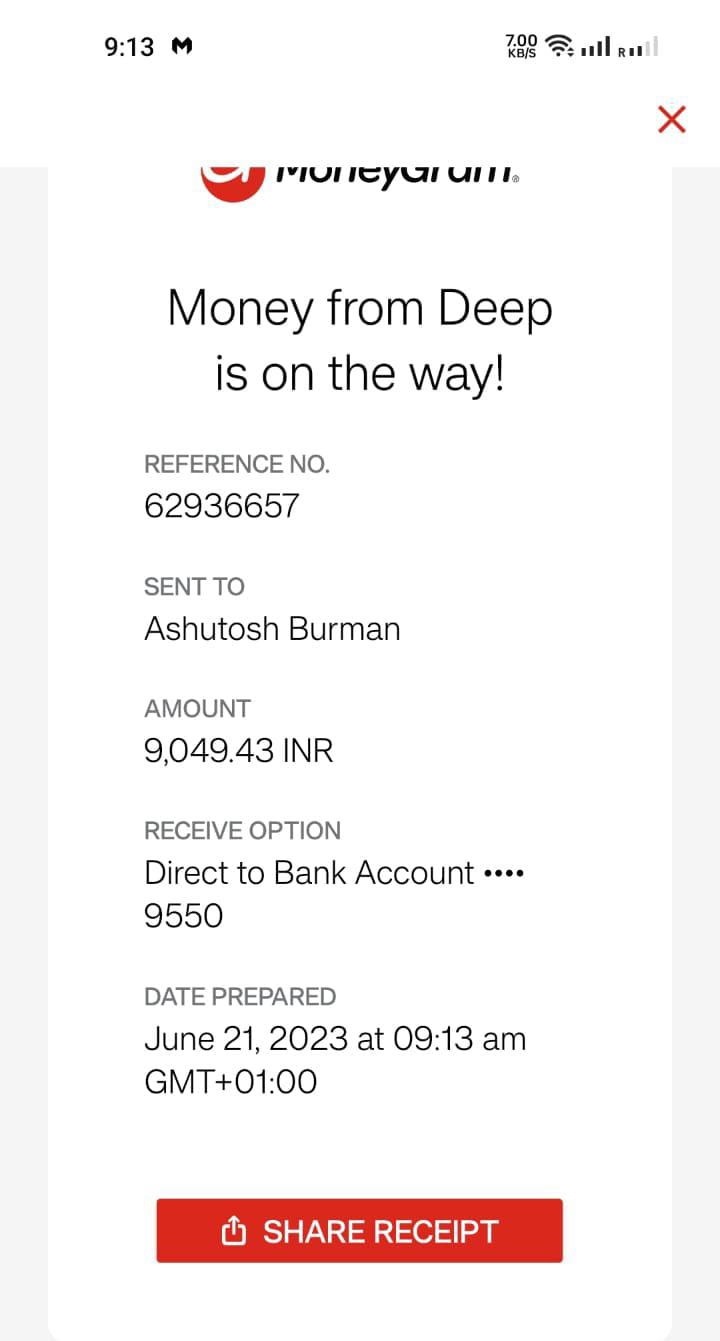 9:13 M
7.00
KB/S
R
MoneyGram®
Money from Deep
is on the way!
REFERENCE NO.
62936657
SENT TO
Ashutosh Burman
AMOUNT
9,049.43 INR
RECEIVE OPTION
Direct to Bank Account ••••
9550
DATE PREPARED
June 21, 2023 at 09:13 am
GMT+01:00
SHARE RECEIPT